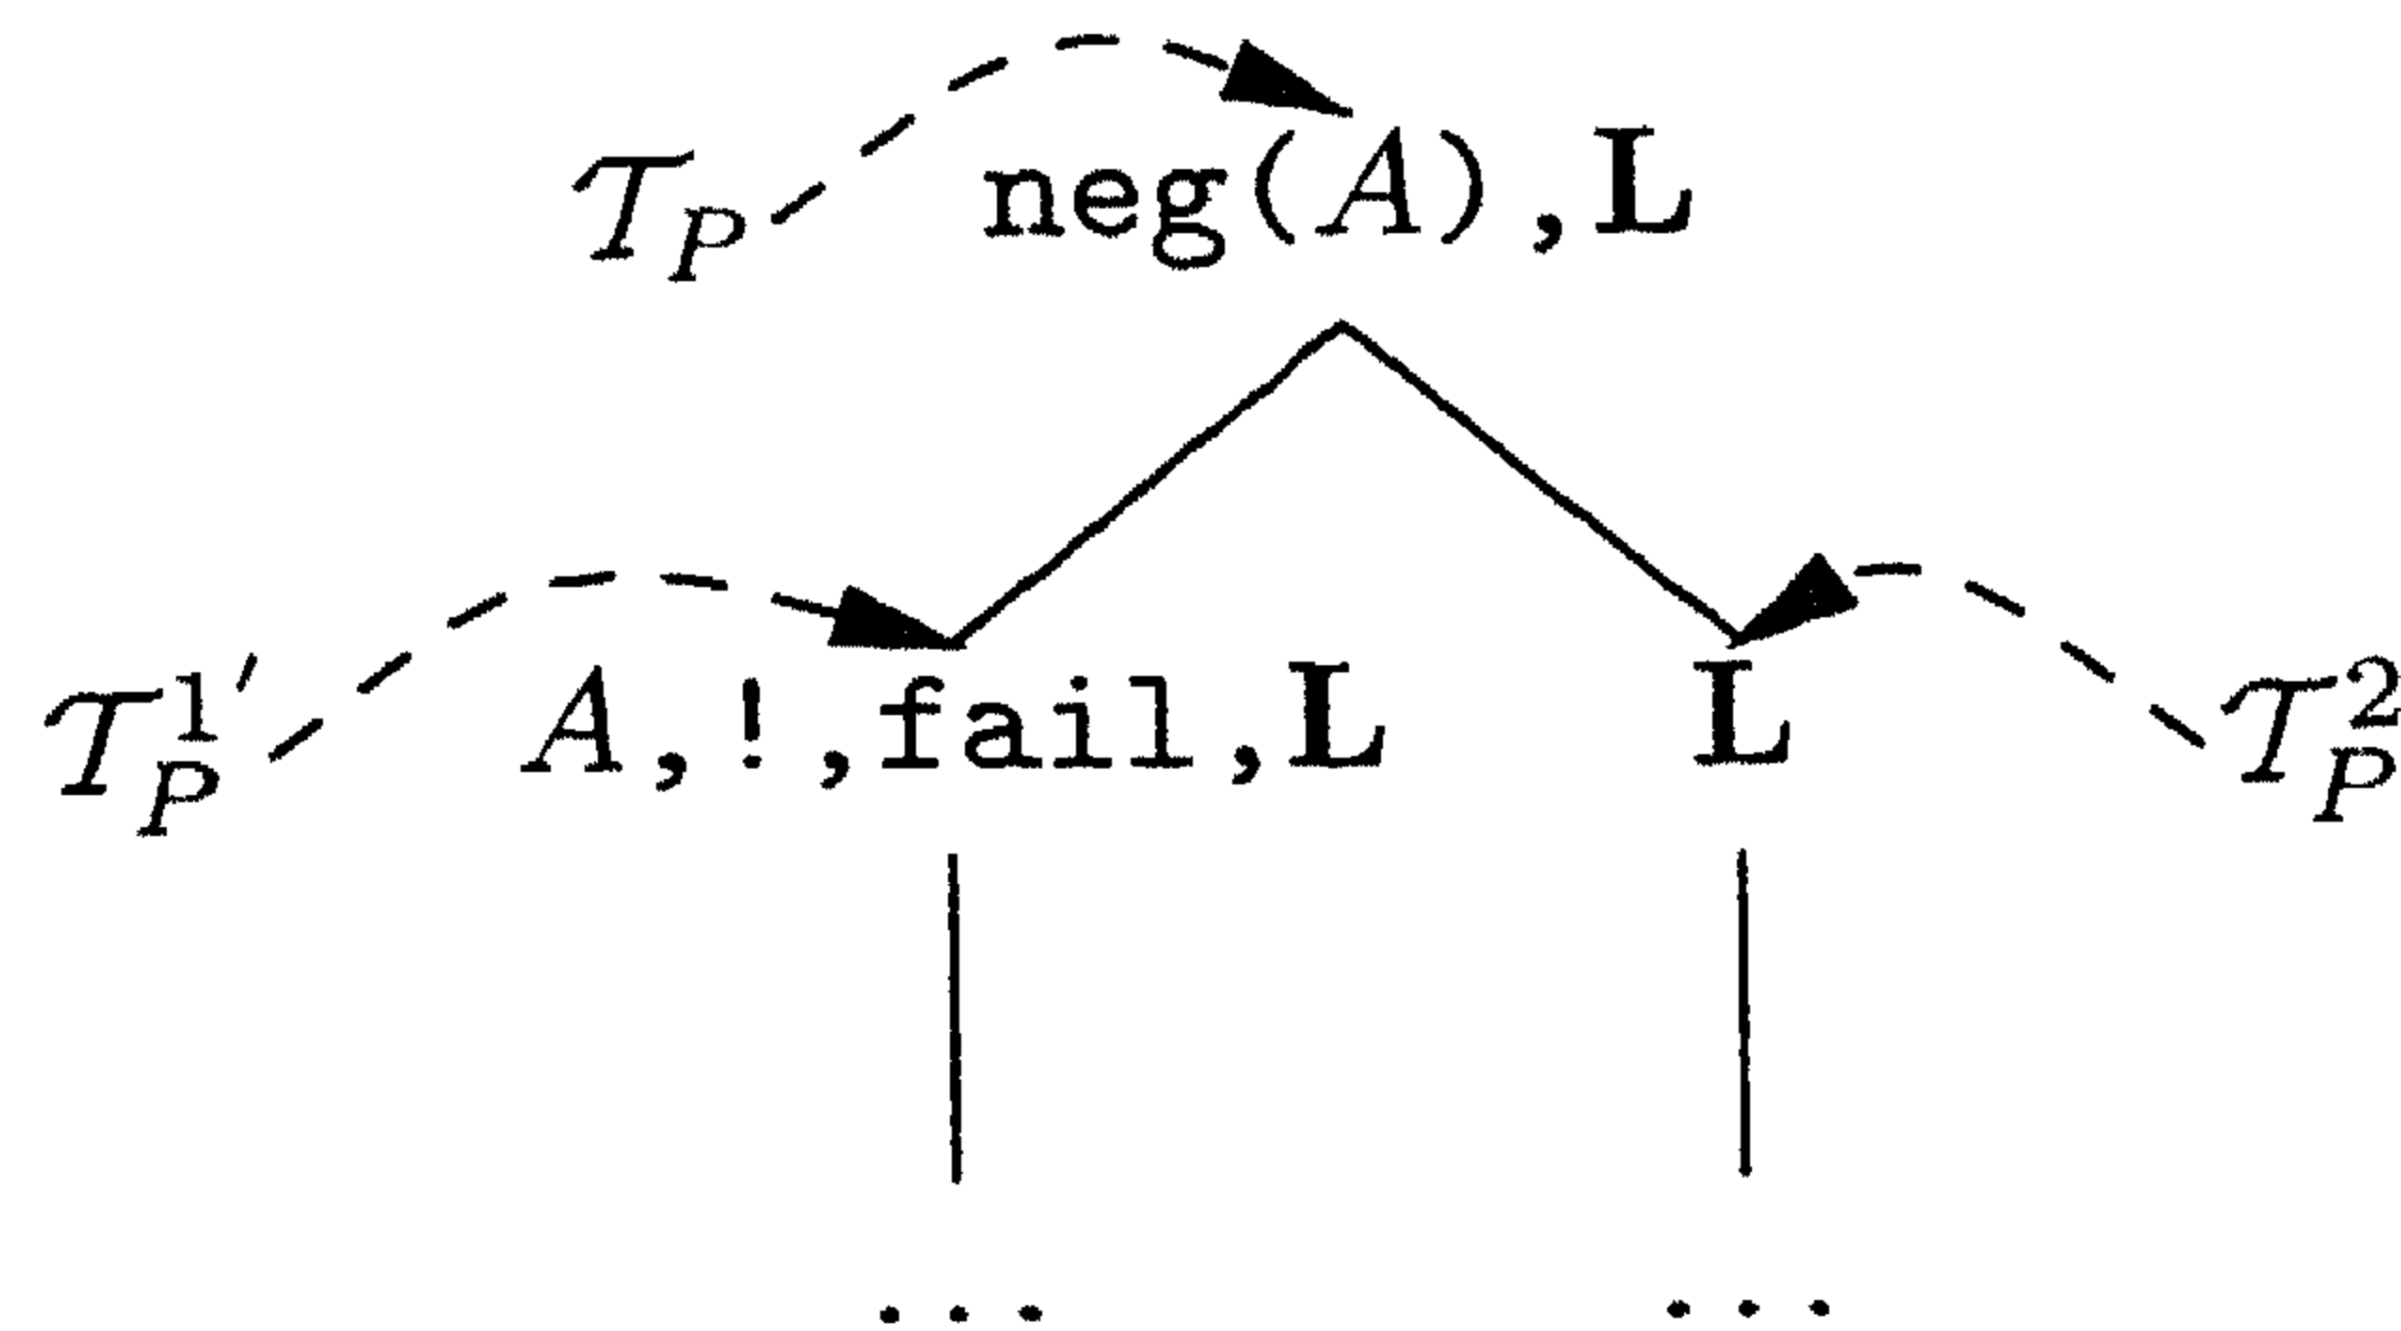 𝒯_P neg(A),L
𝒯_P^1′ A,!,fail,L L 𝒯_P^2
... ...